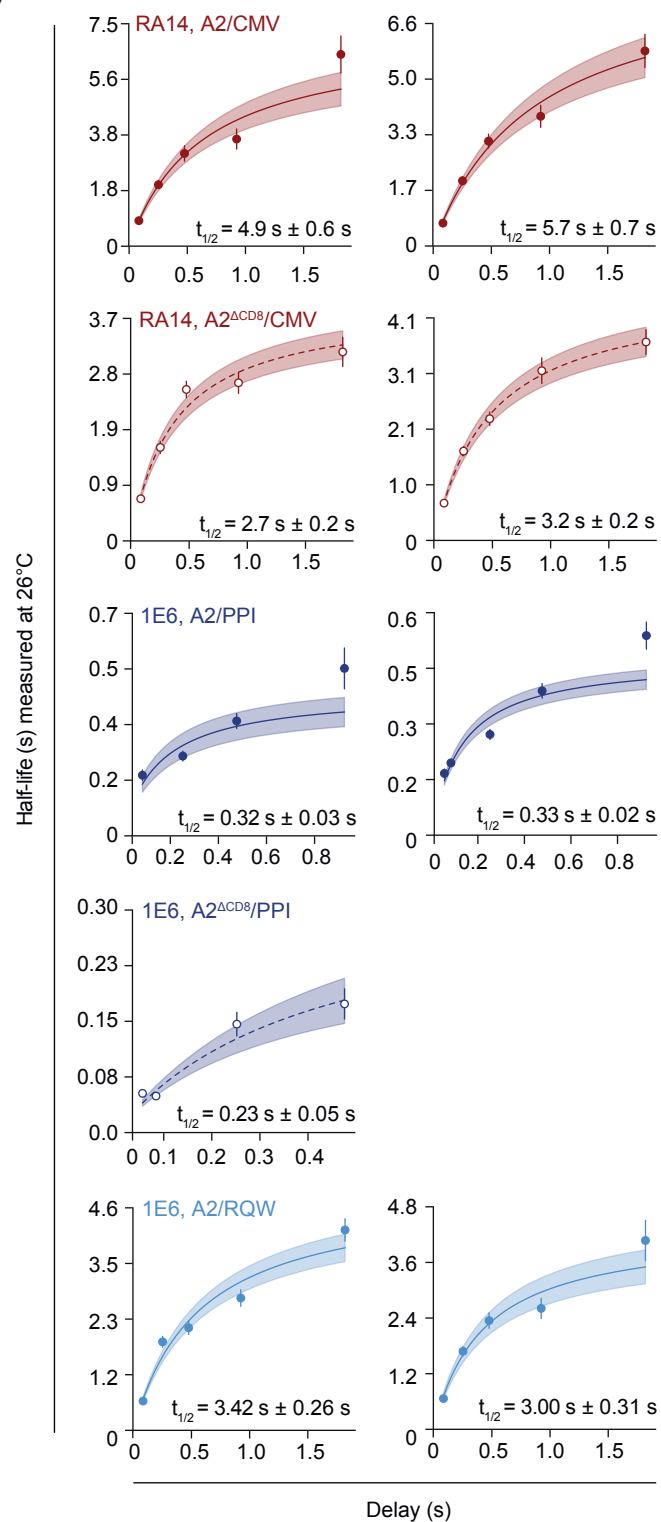 Half-life (s) measured at 26°C
RA14, A2/CMV
7.5
5.6
3.8
1.8
0
t1/2 = 4.9 s ± 0.6 s
0 0.5 1.0 1.5
6.6
5.0
3.3
1.7
0
t1/2 = 5.7 s ± 0.7 s
0 0.5 1.0 1.5
RA14, A2ΔCD8/CMV
3.7
2.8
1.9
0.9
0
t1/2 = 2.7 s ± 0.2 s
0 0.5 1.0 1.5
4.1
3.1
2.1
1.0
0
t1/2 = 3.2 s ± 0.2 s
0 0.5 1.0 1.5
1E6, A2/PPI
0.7
0.5
0.4
0.2
0
t1/2 = 0.32 s ± 0.03 s
0 0.2 0.4 0.6 0.8
0.6
0.5
0.3
0.2
0
t1/2 = 0.33 s ± 0.02 s
0 0.2 0.4 0.6 0.8
1E6, A2ΔCD8/PPI
0.30
0.23
0.15
0.08
0.0
t1/2 = 0.23 s ± 0.05 s
0 0.1 0.2 0.3 0.4
1E6, A2/RQW
4.6
3.5
2.3
1.2
0
t1/2 = 3.42 s ± 0.26 s
0 0.5 1.0 1.5
4.8
3.6
2.4
1.2
0
t1/2 = 3.00 s ± 0.31 s
0 0.5 1.0 1.5
Delay (s)